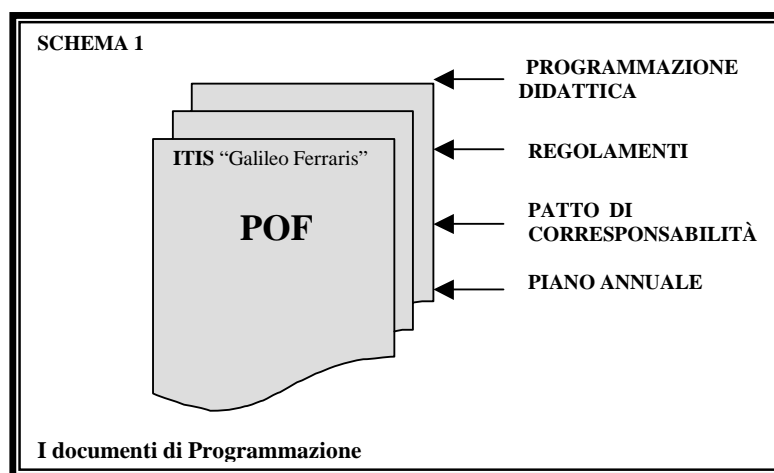 SCHEMA 1
PROGRAMMAZIONE
DIDATTICA
ITIS “Galileo Ferraris”
REGOLAMENTI
POF
PATTO DI
CORRESPONSABILITÀ
PIANO ANNUALE
I documenti di Programmazione